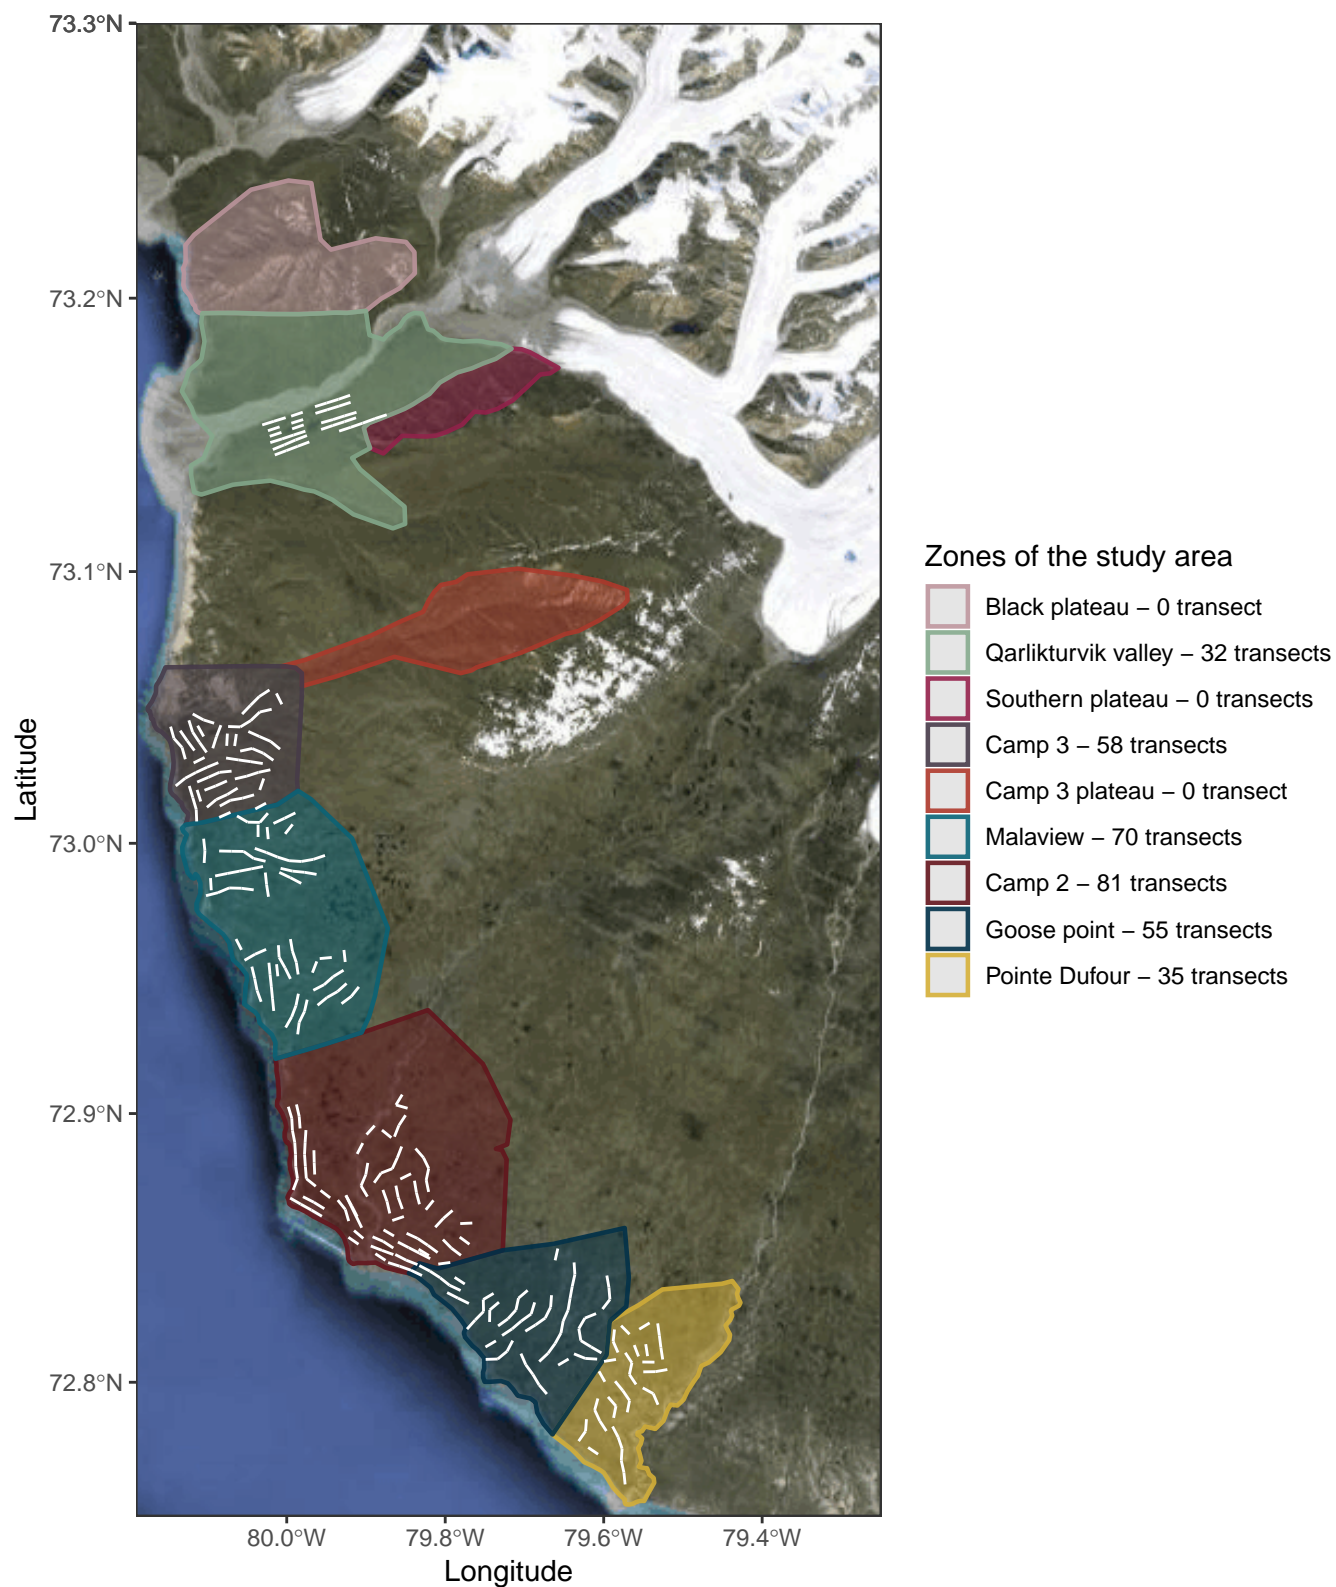 73.3°N
73.2°N
73.1°N
73.0°N
72.9°N
72.8°N
Latitude
80.0°W
79.8°W
79.6°W
79.4°W
Longitude
Zones of the study area
Black plateau − 0 transect
Qarlikturvik valley − 32 transects
Southern plateau − 0 transects
Camp 3 − 58 transects
Camp 3 plateau − 0 transect
Malaview − 70 transects
Camp 2 − 81 transects
Goose point − 55 transects
Pointe Dufour − 35 transects